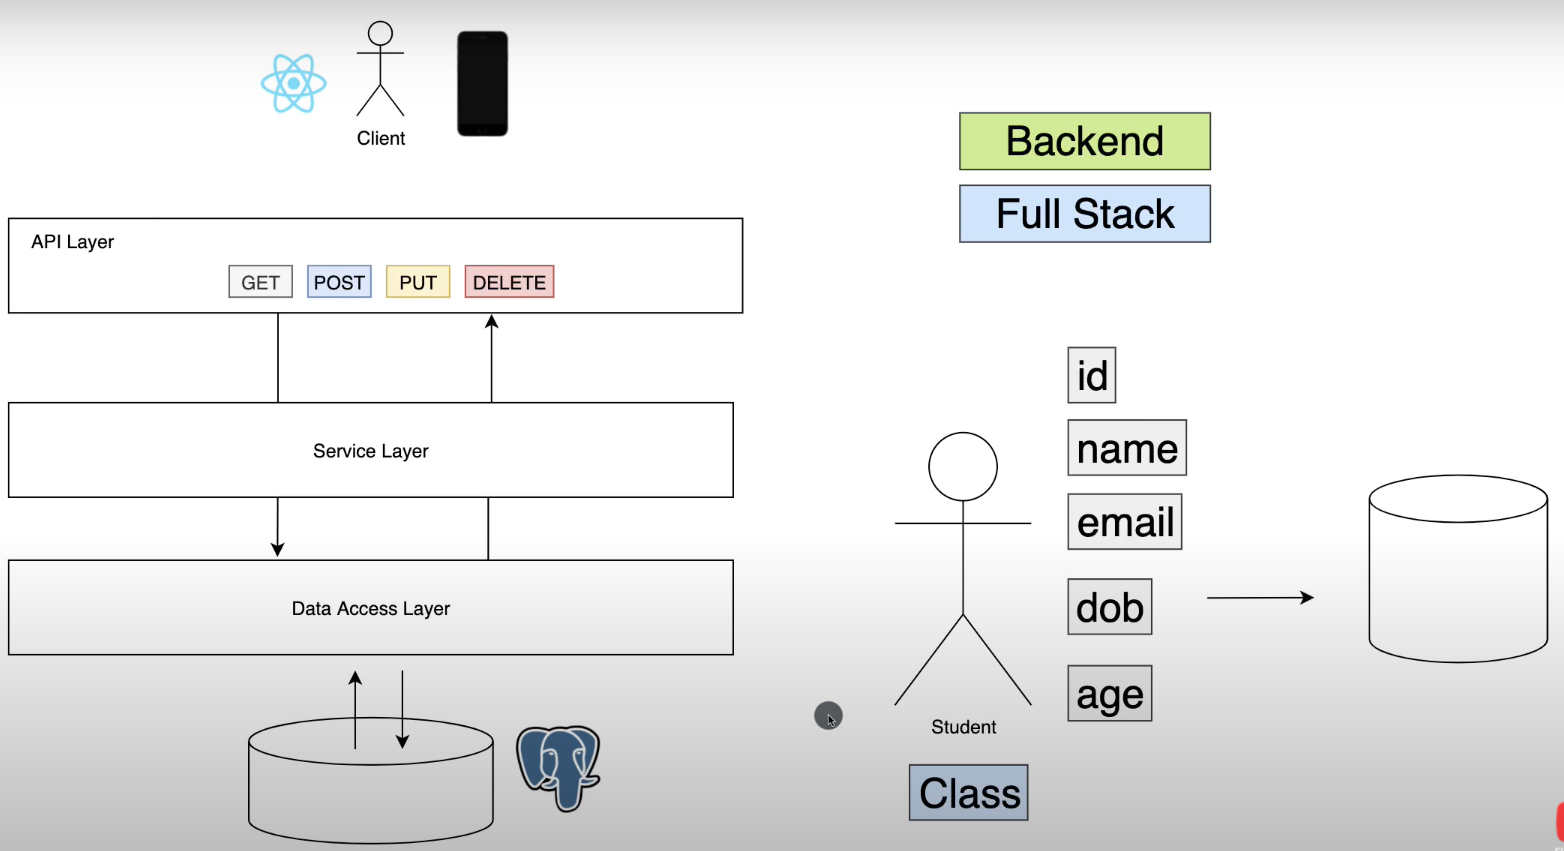 Client
API Layer
GET
POST
PUT
DELETE
Service Layer
Data Access Layer
Backend
Full Stack
id
name
email
dob
age
Student
Class